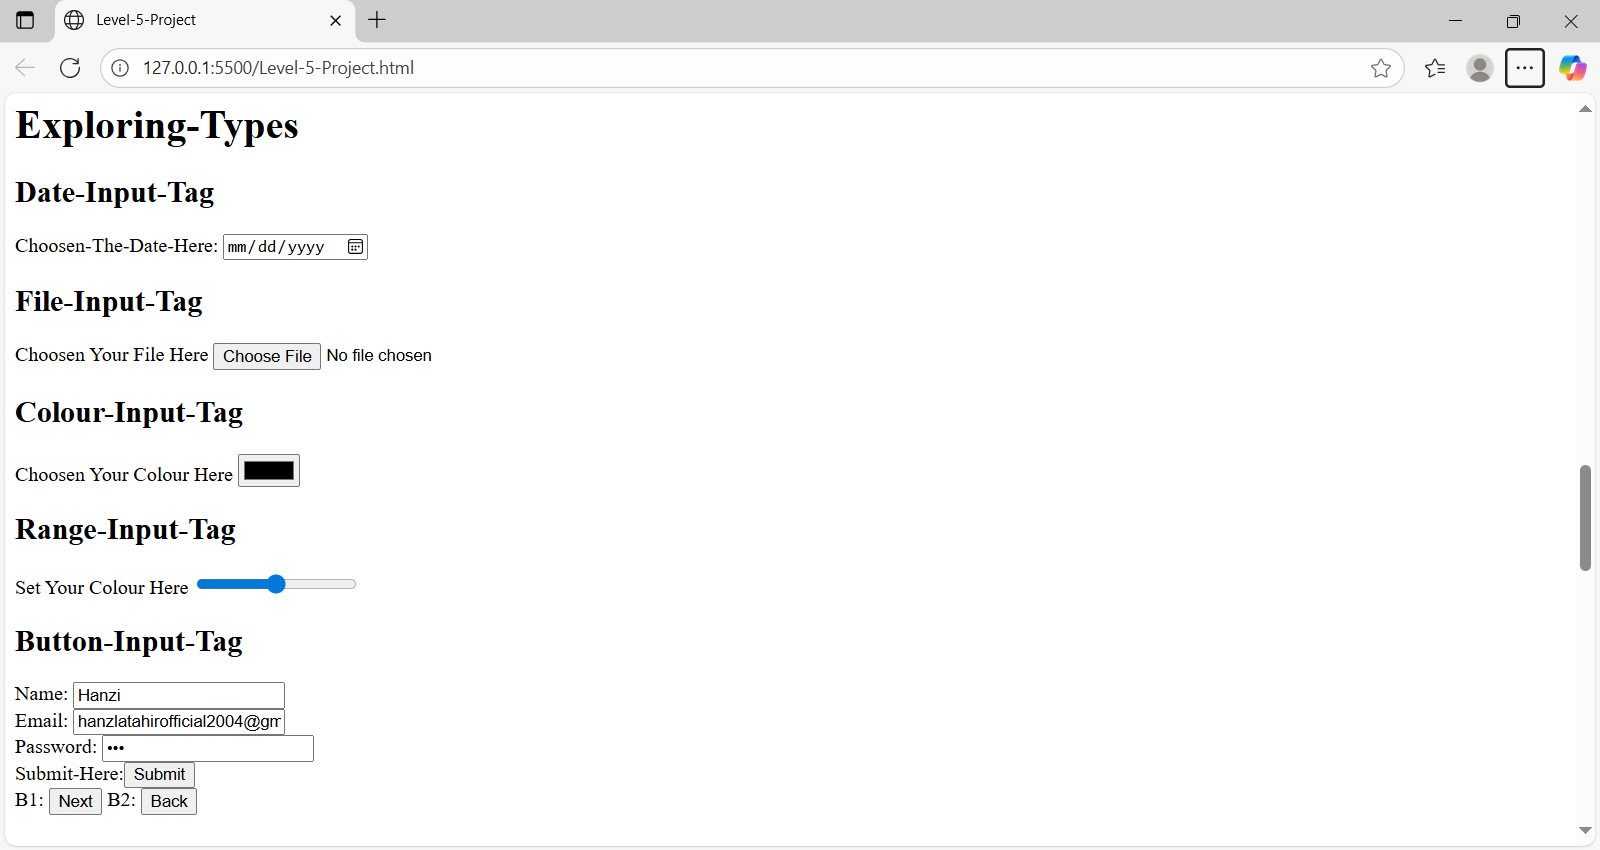 Level-5-Project
127.0.0.1:5500/Level-5-Project.html
Exploring-Types
Date-Input-Tag
Choosen-The-Date-Here: mm/dd/yyyy
File-Input-Tag
Choosen Your File Here Choose File No file chosen
Colour-Input-Tag
Choosen Your Colour Here
Range-Input-Tag
Set Your Colour Here
Button-Input-Tag
Name: Hanzi
Email: hanzlatahirofficial2004@gm
Password: •••
Submit-Here: Submit
B1: Next B2: Back